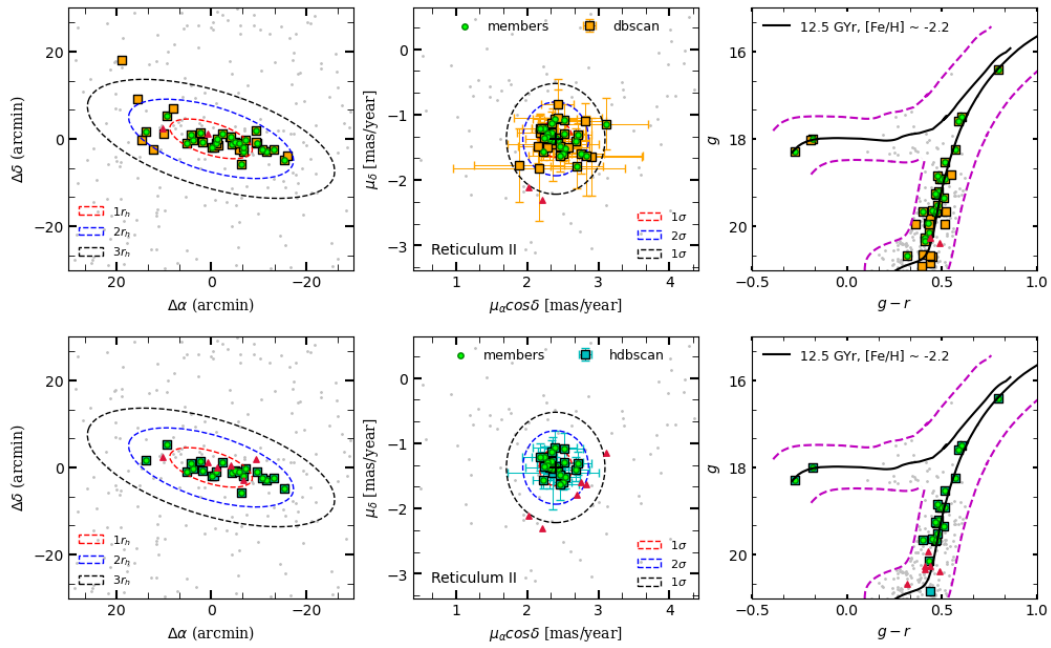 20
0
−20
Δδ (arcmin)
1r_h
2r_h
3r_h
20
0
−20
Δα (arcmin)
members
dbscan
0
−1
−2
−3
μ_δ [mas/year]
Reticulum II
1σ
2σ
1σ
1
2
3
4
μ_α cosδ [mas/year]
12.5 GYr, [Fe/H] ~ -2.2
16
18
20
g
−0.5
0.0
0.5
1.0
g − r
20
0
−20
Δδ (arcmin)
1r_h
2r_h
3r_h
20
0
−20
Δα (arcmin)
members
hdbscan
0
−1
−2
−3
μ_δ [mas/year]
Reticulum II
1σ
2σ
1σ
1
2
3
4
μ_α cosδ [mas/year]
12.5 GYr, [Fe/H] ~ -2.2
16
18
20
g
−0.5
0.0
0.5
1.0
g − r